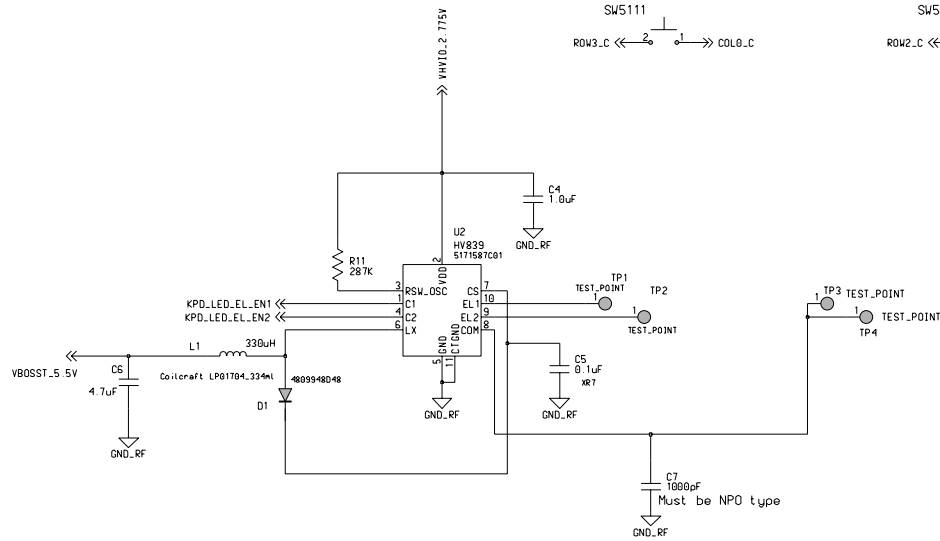 SW5111
SW5
ROW3_C 2 1 COL0_C
ROW2_C
VHVIO_2.775V
C4
1.0uF
GND_RF
U2
HV839
5171587C01
R11
287K
2 VDD
3 RSW_OSC
1 C1
4 C2
6 LX
CS 7
EL1 10
EL2 9
COM 8
5 GND
11 CTGND
GND_RF
KPD_LED_EL_EN1
KPD_LED_EL_EN2
TP1
1 TEST_POINT
TP2
1
TEST_POINT
TP3
1 TEST_POINT
1 TEST_POINT
TP4
L1 330uH
Coilcraft LP01704_334ml
VBOSST_5.5V
C6
4.7uF
GND_RF
4809948D48
D1
C5
0.1uF
XR7
GND_RF
C7
1000pF
Must be NPO type
GND_RF